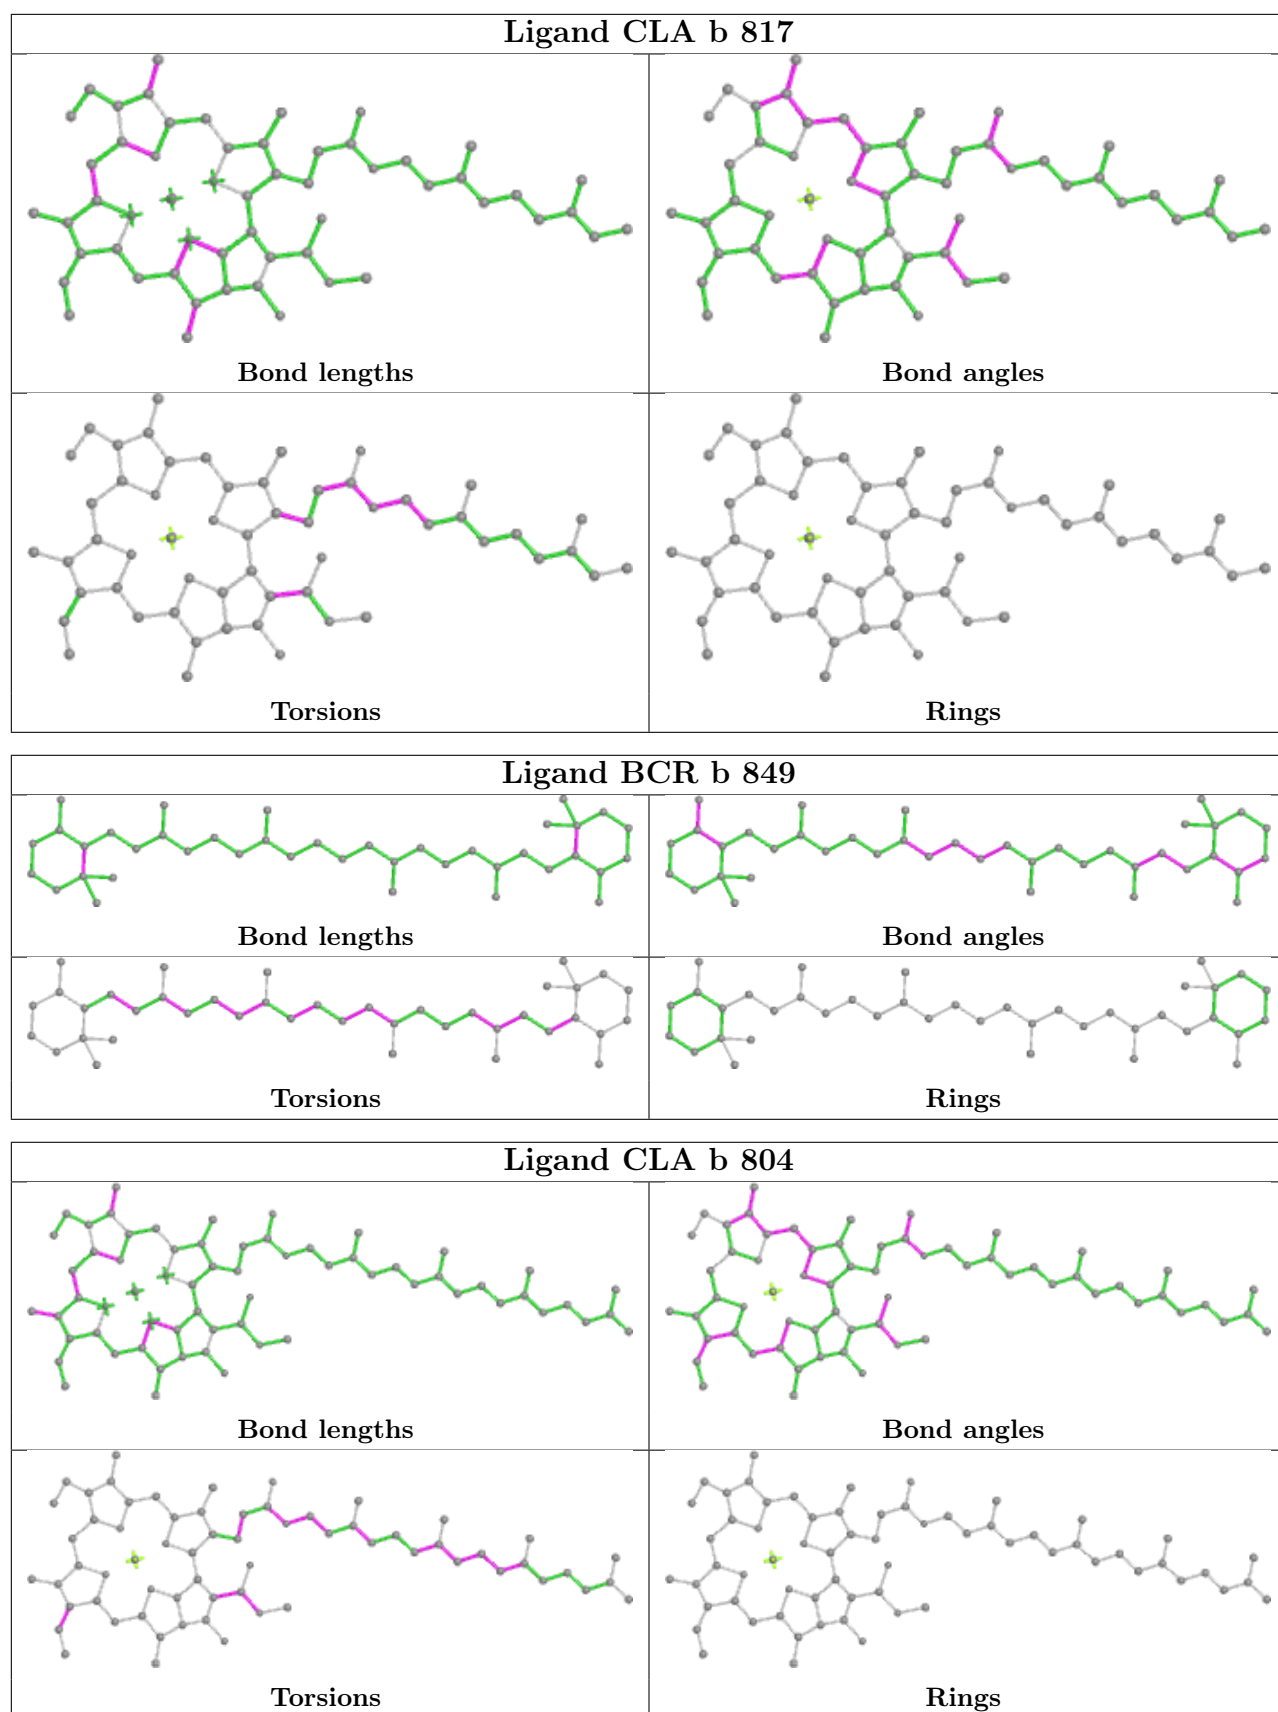 Ligand CLA b 817
Bond lengths
Bond angles
Torsions
Rings
Ligand BCR b 849
Bond lengths
Bond angles
Torsions
Rings
Ligand CLA b 804
Bond lengths
Bond angles
Torsions
Rings